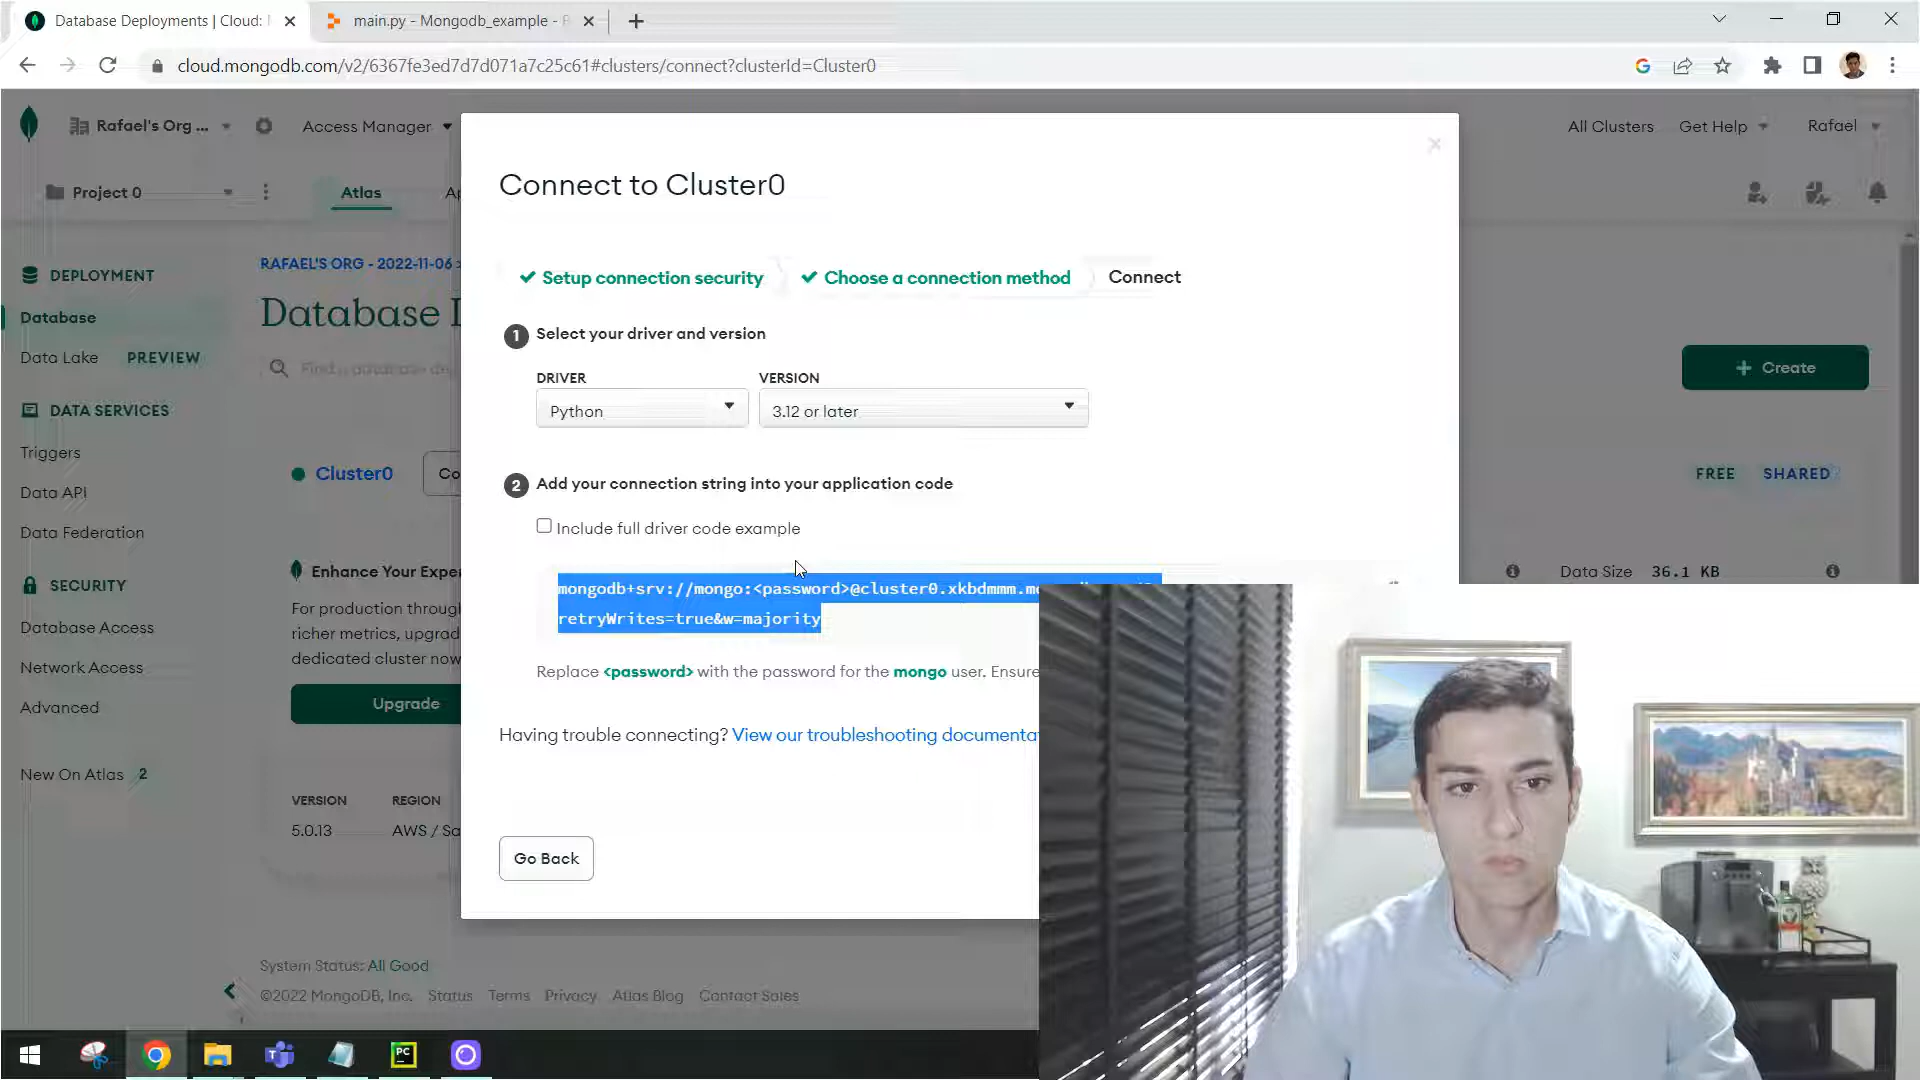 Database Deployments | Cloud:
main.py - Mongodb_example -
cloud.mongodb.com/v2/6367fe3ed7d7d071a7c25c61#clusters/connect?clusterId=Cluster0
Rafael's Org ...
Access Manager
All Clusters
Get Help
Rafael
Project 0
Atlas
Connect to Cluster0
Setup connection security
Choose a connection method
Connect
DEPLOYMENT
Database
Data Lake PREVIEW
DATA SERVICES
Triggers
Data API
Data Federation
SECURITY
Database Access
Network Access
Advanced
New On Atlas 2
RAFAEL'S ORG - 2022-11-06 >
Database
Find a database de
Create
Cluster0
Co
FREE SHARED
Enhance Your Exper
For production through
richer metrics, upgrad
dedicated cluster now
Upgrade
VERSION REGION
5.0.13 AWS / Sa
Data Size 36.1 KB
1 Select your driver and version
DRIVER VERSION
Python 3.12 or later
2 Add your connection string into your application code
Include full driver code example
mongodb+srv://mongo:<password>@cluster0.xkbdmmm.m
retryWrites=true&w=majority
Replace <password> with the password for the mongo user. Ensure
Having trouble connecting? View our troubleshooting documenta
Go Back
System Status: All Good
©2022 MongoDB, Inc. Status Terms Privacy Atlas Blog Contact Sales
PC